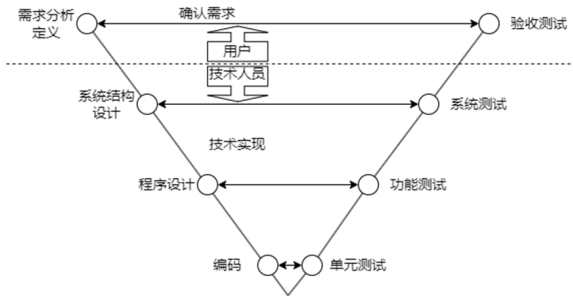 需求分析
定义
确认需求
验收测试
用户
技术人员
系统结构
设计
系统测试
技术实现
程序设计
功能测试
编码
单元测试